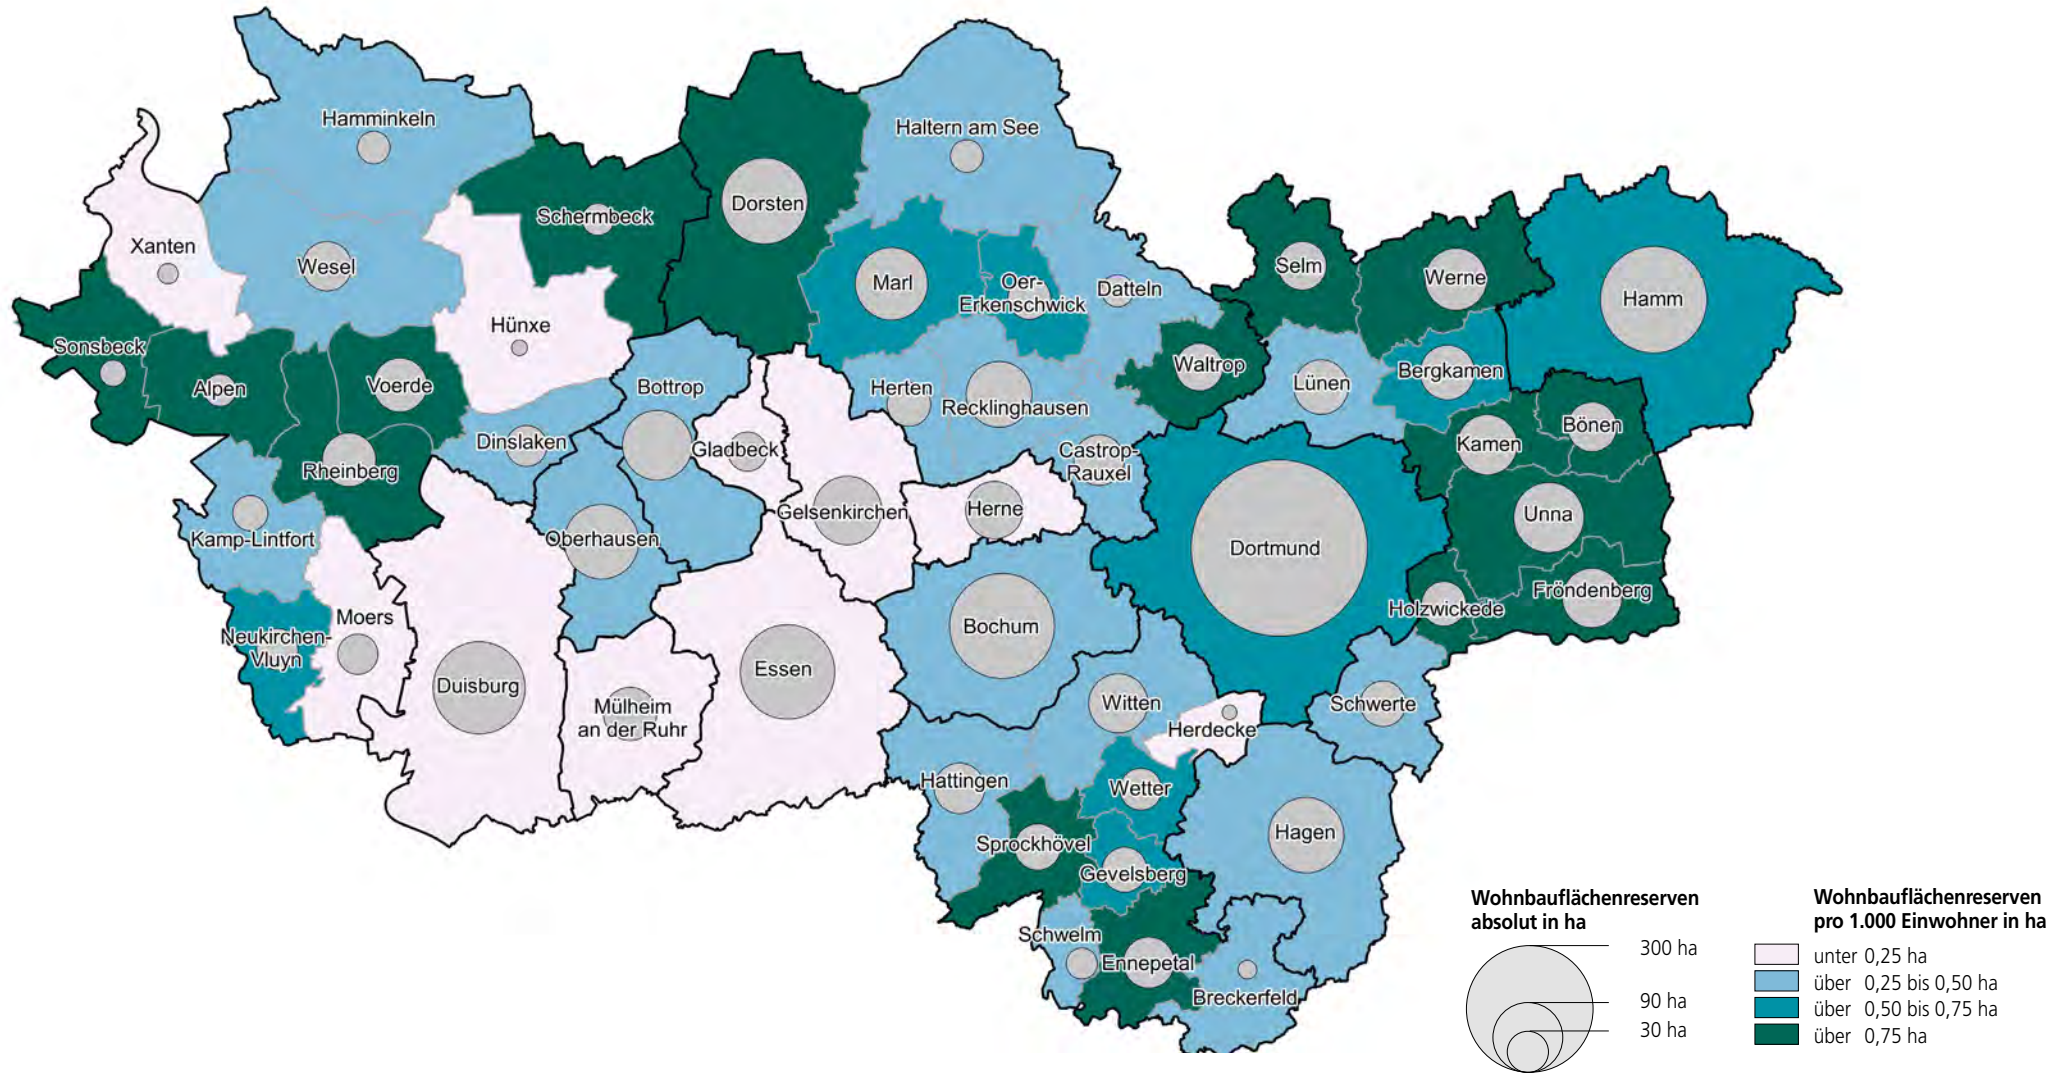 Hamminkeln
Haltern am See
Schermbeck
Dorsten
Xanten
Wesel
Marl
Oer-
Erkenschwick
Datteln
Selm
Werne
Hamm
Hünxe
Sonsbeck
Alpen
Voerde
Bottrop
Herten
Recklinghausen
Waltrop
Lünen
Bergkamen
Rheinberg
Dinslaken
Gladbeck
Castrop-
Rauxel
Kamen
Bönen
Kamp-Lintfort
Oberhausen
Gelsenkirchen
Herne
Unna
Dortmund
Moers
Neukirchen-
Vluyn
Duisburg
Mülheim
an der Ruhr
Essen
Bochum
Holzwickede
Fröndenberg
Witten
Herdecke
Schwerte
Hattingen
Wetter
Sprockhövel
Gevelsberg
Hagen
Schwelm
Ennepetal
Breckerfeld
Wohnbauflächenreserven
absolut in ha
300 ha
90 ha
30 ha
Wohnbauflächenreserven
pro 1.000 Einwohner in ha
unter 0,25 ha
über 0,25 bis 0,50 ha
über 0,50 bis 0,75 ha
über 0,75 ha